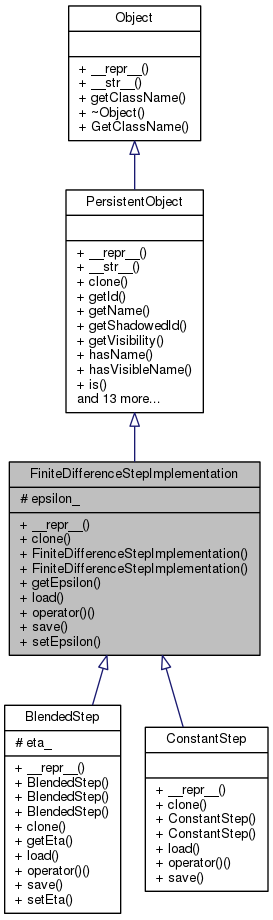 Object
+ __repr__()
+ __str__()
+ getClassName()
+ ~Object()
+ GetClassName()
PersistentObject
+ __repr__()
+ __str__()
+ clone()
+ getId()
+ getName()
+ getShadowedId()
+ getVisibility()
+ hasName()
+ hasVisibleName()
+ is()
and 13 more...
FiniteDifferenceStepImplementation
# epsilon_
+ __repr__()
+ clone()
+ FiniteDifferenceStepImplementation()
+ FiniteDifferenceStepImplementation()
+ getEpsilon()
+ load()
+ operator()()
+ save()
+ setEpsilon()
BlendedStep
# eta_
+ __repr__()
+ BlendedStep()
+ BlendedStep()
+ BlendedStep()
+ clone()
+ getEta()
+ load()
+ operator()()
+ save()
+ setEta()
ConstantStep
+ __repr__()
+ clone()
+ ConstantStep()
+ ConstantStep()
+ load()
+ operator()()
+ save()